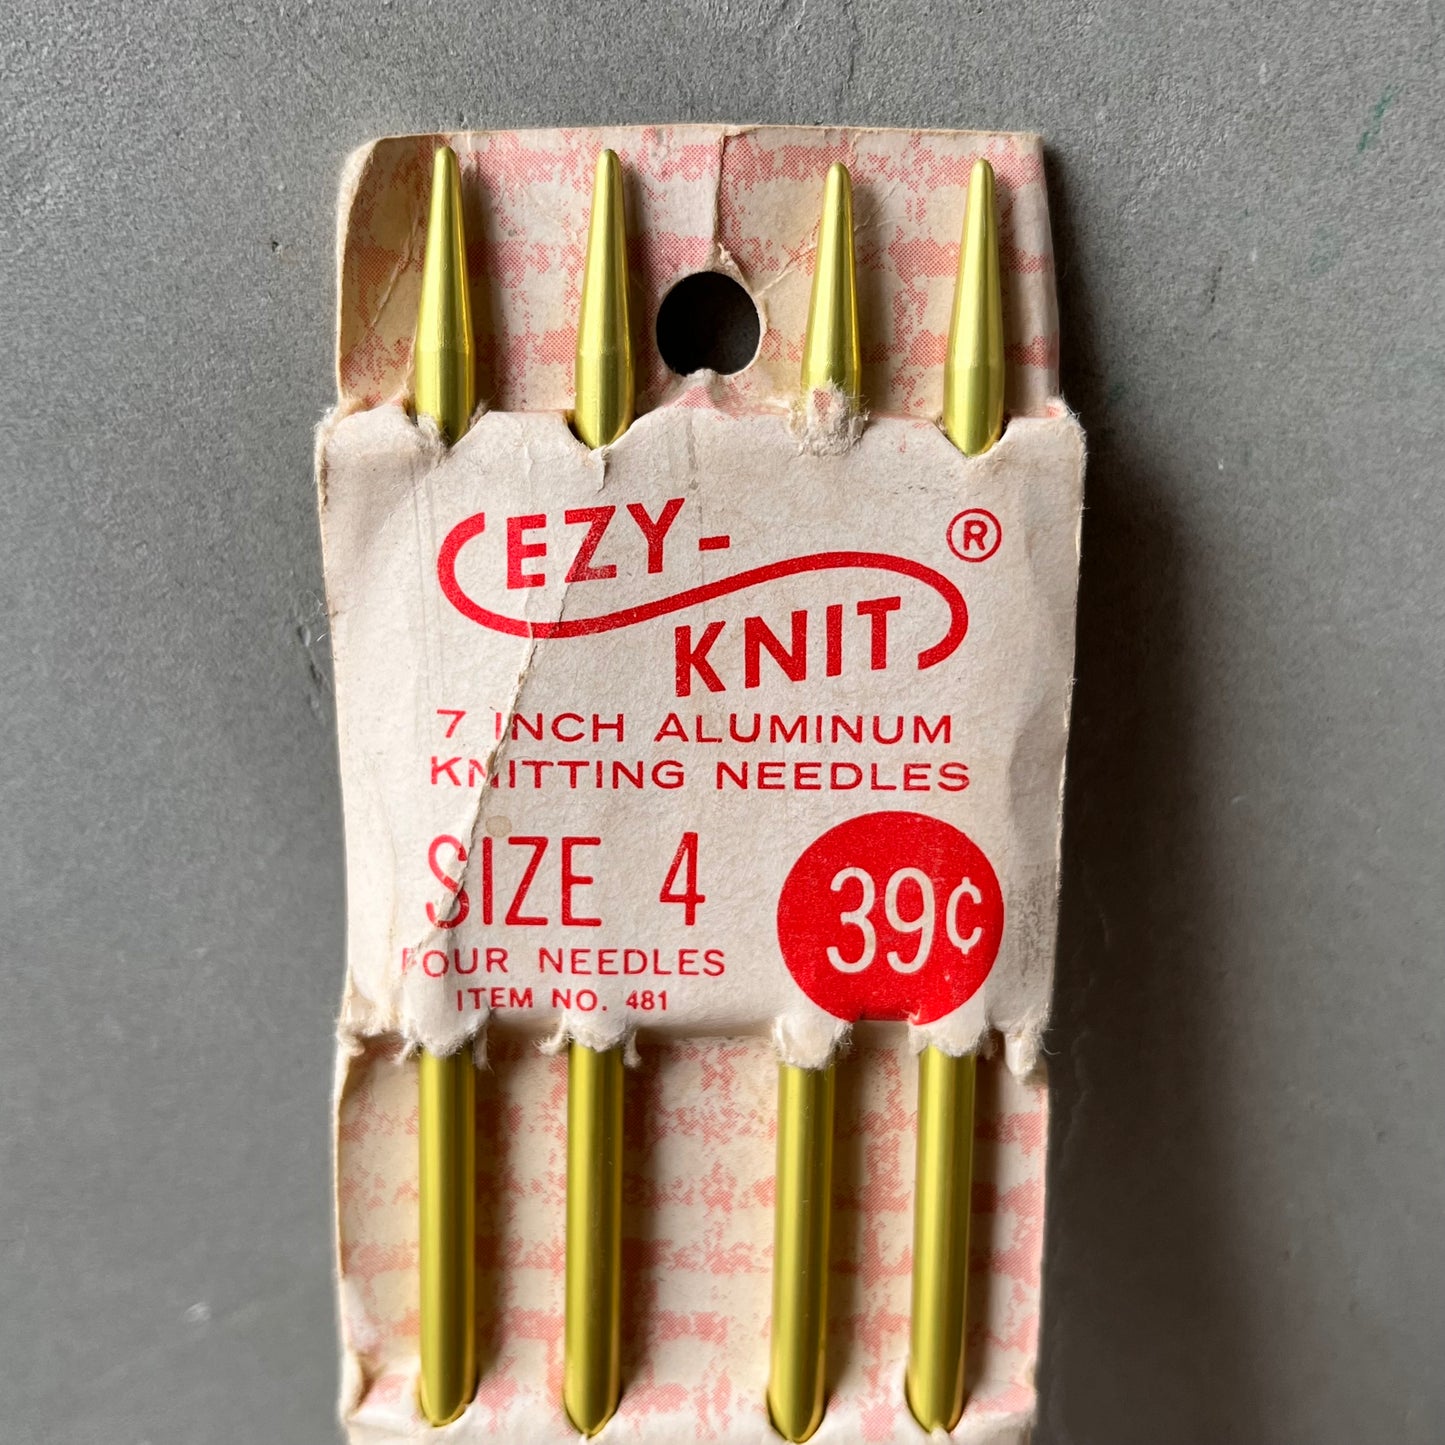 EZY-
KNIT ®
7 INCH ALUMINUM
KNITTING NEEDLES
SIZE 4
39¢
FOUR NEEDLES
ITEM NO. 481